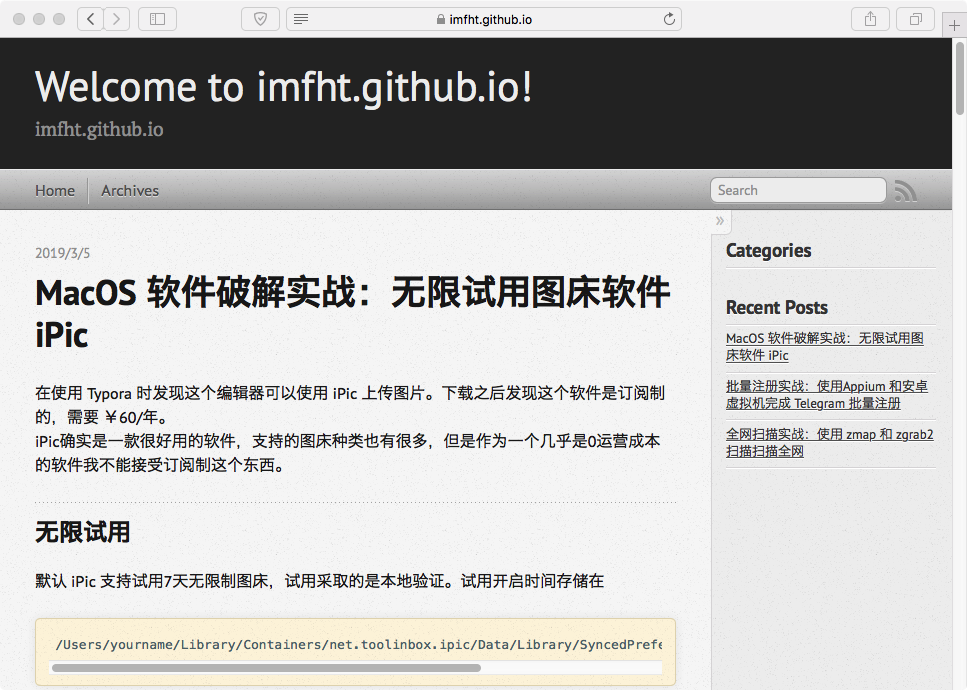 imfht.github.io
Welcome to imfht.github.io!
imfht.github.io
Home
Archives
Search
2019/3/5
MacOS 软件破解实战：无限试用图床软件
iPic
在使用 Typora 时发现这个编辑器可以使用 iPic 上传图片。下载之后发现这个软件是订阅制
的，需要 ￥60/年。
iPic确实是一款很好用的软件，支持的图床种类也有很多，但是作为一个几乎是0运营成本
的软件我不能接受订阅制这个东西。
无限试用
默认 iPic 支持试用7天无限制图床，试用采取的是本地验证。试用开启时间存储在
/Users/yourname/Library/Containers/net.toolinbox.ipic/Data/Library/SyncedPrefe
»
Categories
Recent Posts
MacOS 软件破解实战：无限试用图
床软件 iPic
批量注册实战：使用Appium 和安卓
虚拟机完成 Telegram 批量注册
全网扫描实战：使用 zmap 和 zgrab2
扫描扫描全网